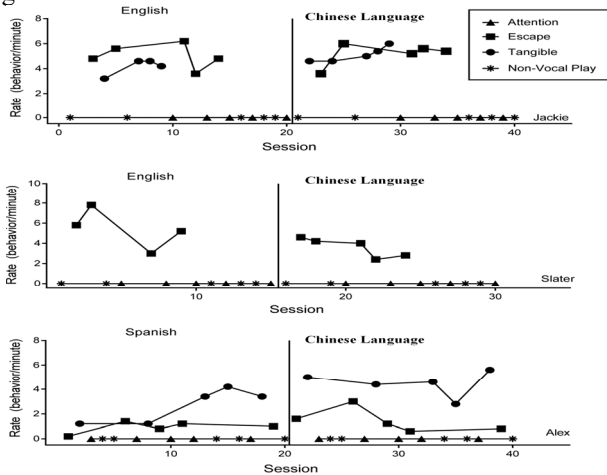 English
Chinese Language
Attention
Escape
Tangible
Non-Vocal Play
Rate (behavior/minute)
8
6
4
2
0
0 10 20 30 40
Jackie
Session
English
Chinese Language
Rate (behavior/minute)
10
8
6
4
2
0
10 20 30
Slater
Session
Spanish
Chinese Language
Rate (behavior/minute)
8
6
4
2
0
10 20 30 40
Alex
Session